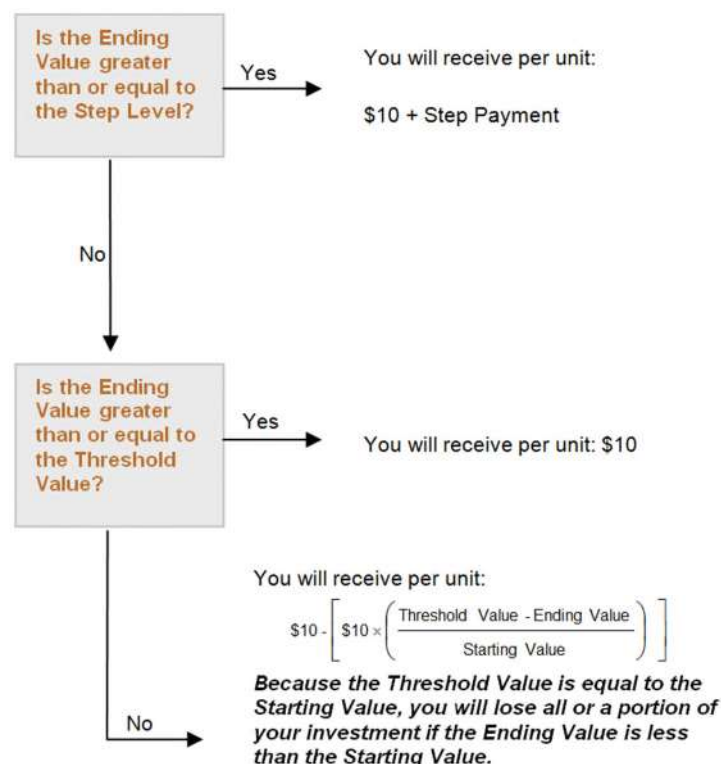 Is the Ending
Value greater
than or equal to
the Step Level?
Yes
You will receive per unit:
$10 + Step Payment
No
Is the Ending
Value greater
than or equal to
the Threshold
Value?
Yes
You will receive per unit: $10
You will receive per unit:
$10 - [ $10 × ( Threshold Value - Ending Value
Starting Value ) ]
Because the Threshold Value is equal to the
Starting Value, you will lose all or a portion of
your investment if the Ending Value is less
than the Starting Value.
No